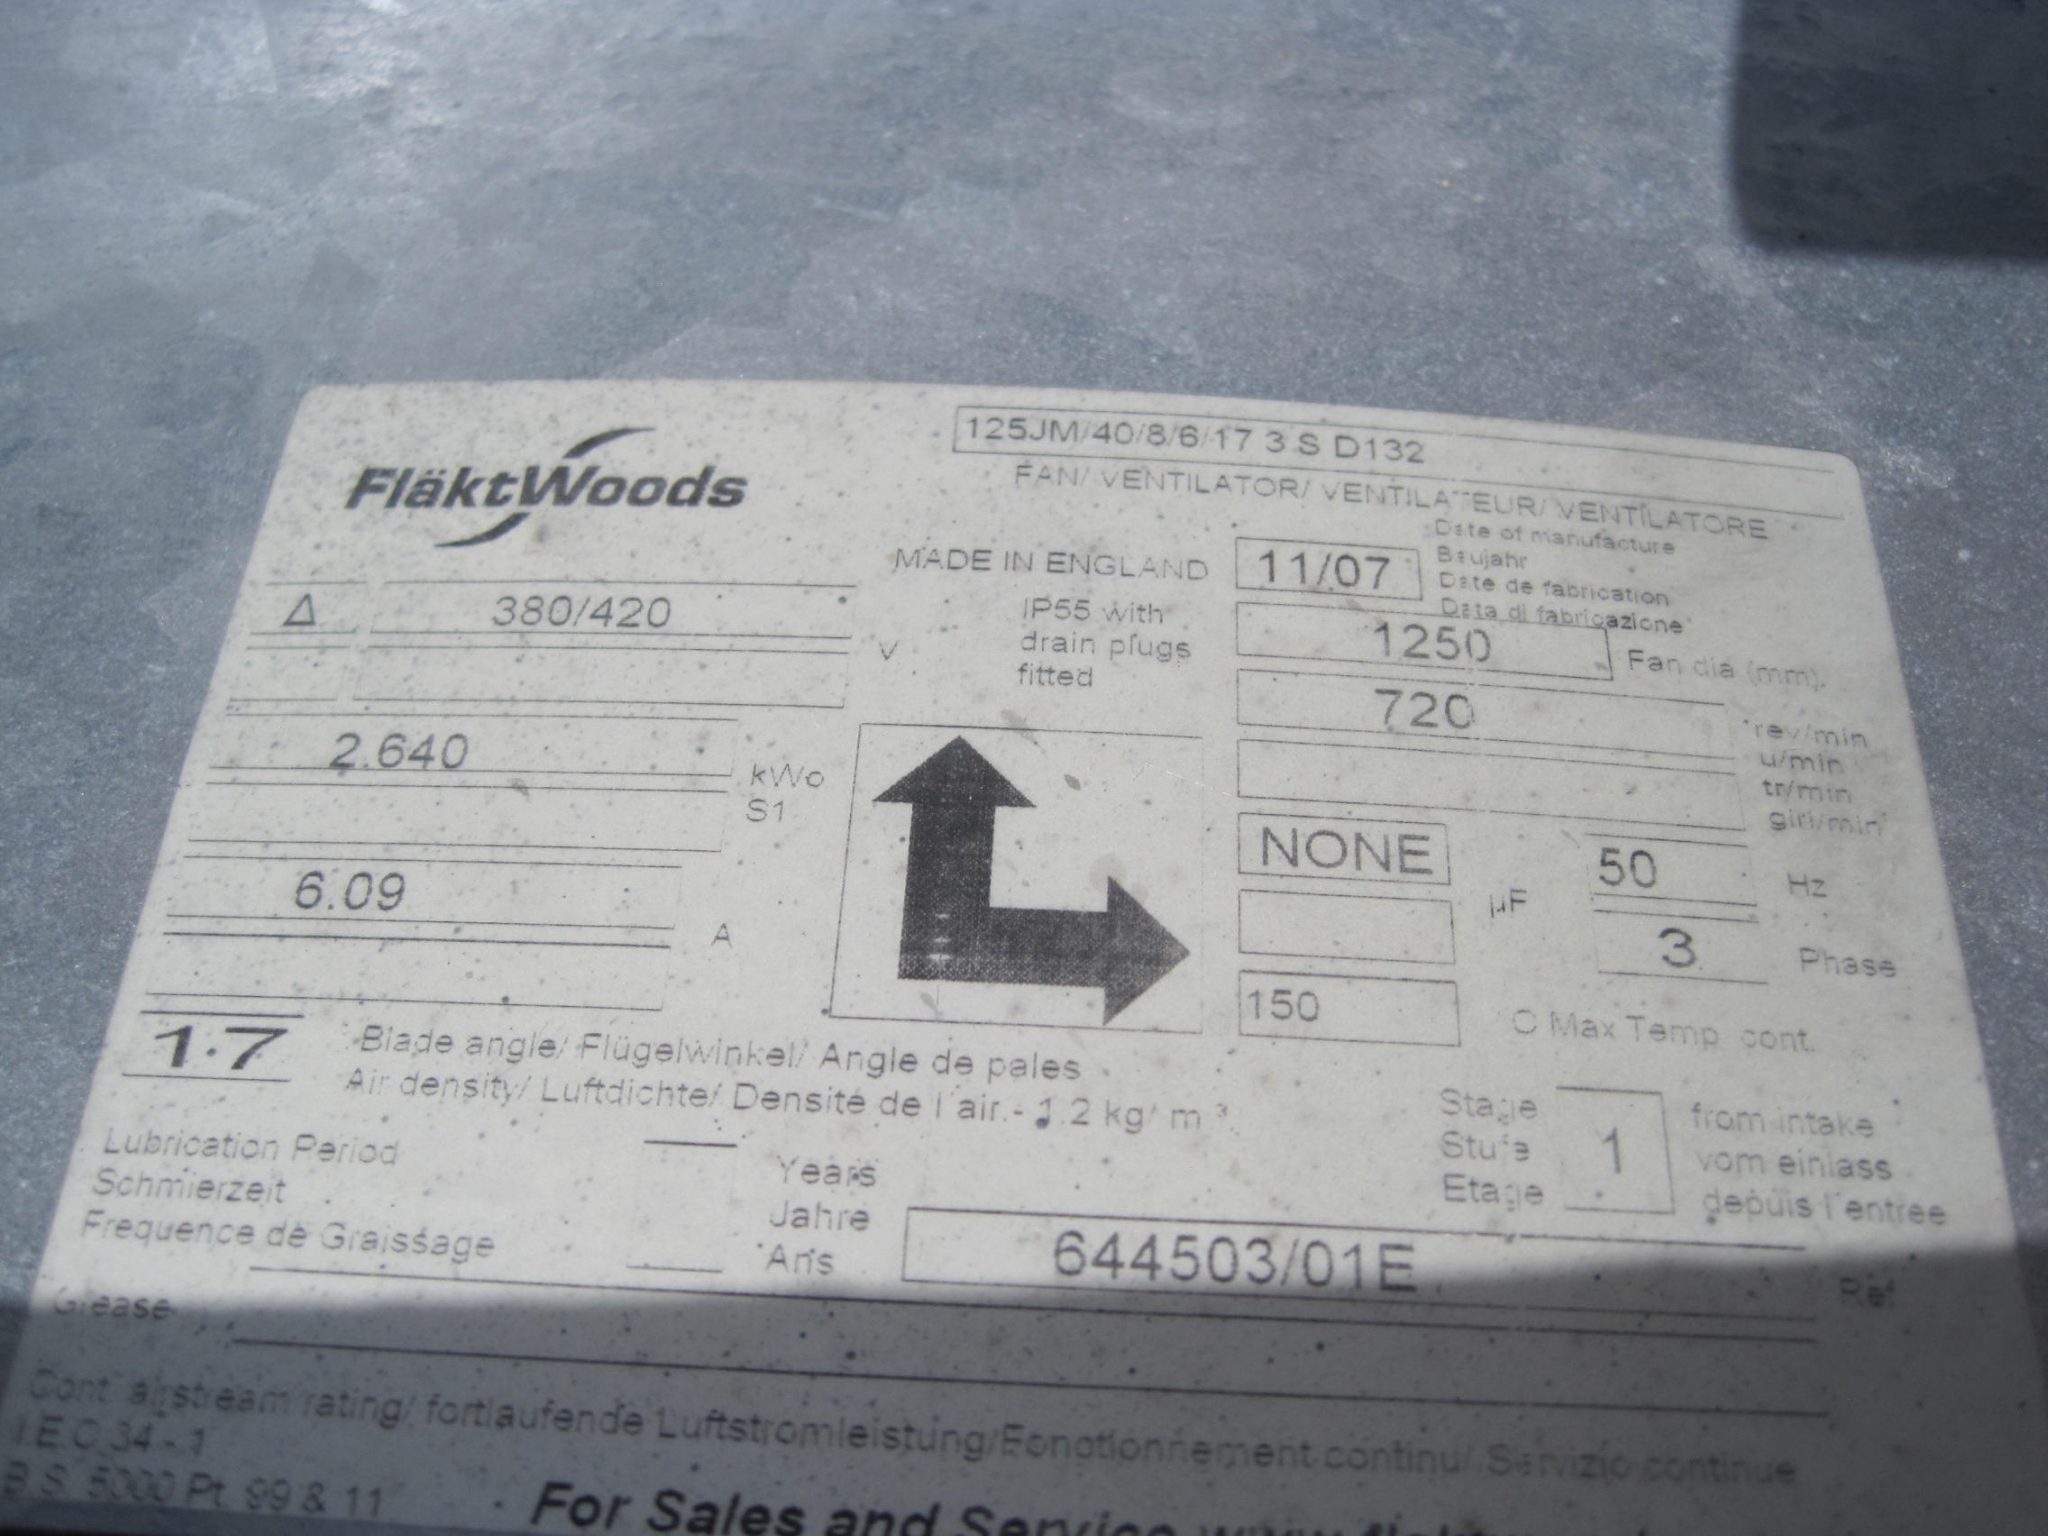 FläktWoods
125JM/40/8/6/17 3 S D132
FAN/ VENTILATOR/ VENTILATEUR/ VENTILATORE
MADE IN ENGLAND
11/07
Date of manufacture
Baujahr
Date de fabrication
Data di fabricazione
Δ 380/420 V
IP55 with
drain plugs
fitted
1250 Fan dia (mm).
720
rev/min
u/min
tr/min
giri/min
2.640 kWo
S1
NONE µF
50 Hz
6.09 A
3 Phase
150 C Max Temp cont.
17 Blade angle/ Flügelwinkel/ Angle de pales
Air density/ Luftdichte/ Densité de l'air.- 1.2 kg/ m³
Stage
Stufe
Etage
1
from intake
vom einlass
depuis l'entree
Lubrication Period
Schmierzeit
Frequence de Graissage
Years
Jahre
Ans
644503/01E Ref
Grease
Cont. airstream rating/ fortlaufende Luftstromleistung/Fonctionnement continu/ Servizio continue
I.E.C 34 - 1
B.S. 5000 Pt. 99 & 11
For Sales and Service